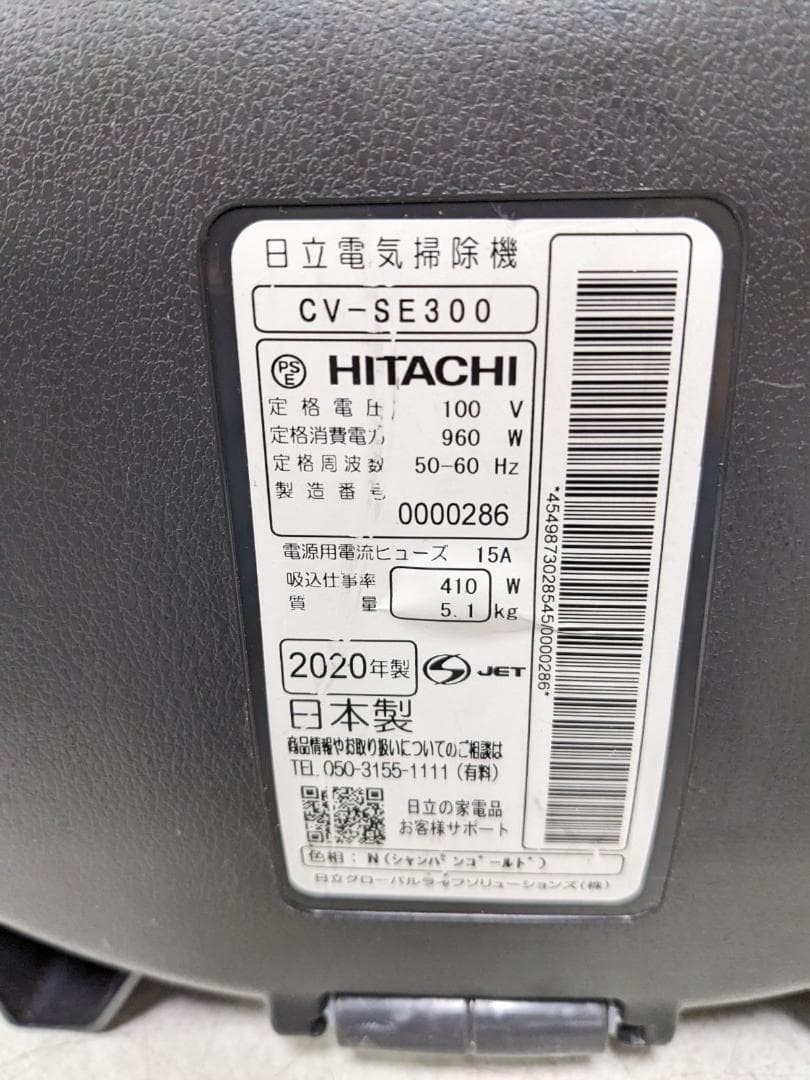 日立電気掃除機
CV-SE300
PSE HITACHI
定格電圧 100 V
定格消費電力 960 W
定格周波数 50-60 Hz
製造番号
0000286
電源用電流ヒューズ 15A
吸込仕事率 410 W
質量 5.1 kg
2020年製 S JET
日本製
商品情報やお取り扱いについてのご相談は
TEL 050-3155-1111(有料)
日立の家電品
お客様サポート
色相:N(シャンパンゴールド)
日立グローバルライフソリューションズ(株)
*4549873028545/0000286*